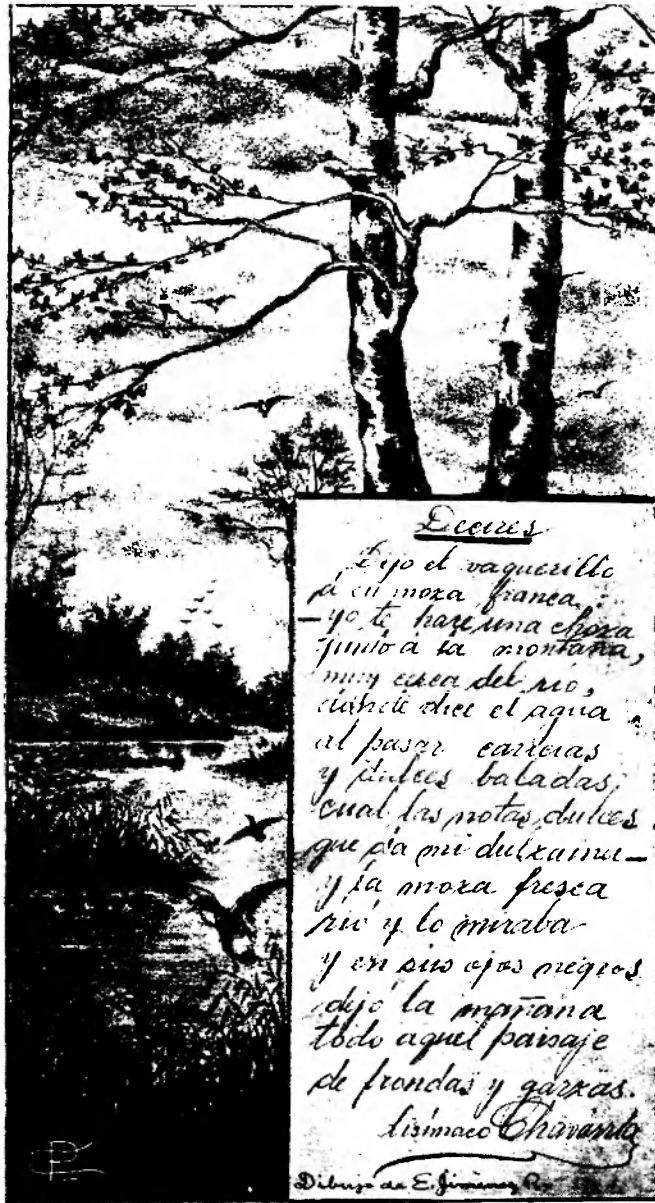 Decires
Dijo el vaquerillo
á su moza franca
— yo te haré una choza
junto á la montaña,
muy cerca del río,
dónde dice el agua
al pasar
y dulces baladas,
cual las notas dulces
que da mi dulzaina—
y la moza fresca
rió y lo miraba
y en sus ojos negros
dijo la mañana
todo aquel paisaje
de frondas y garzas.
Lisímaco Chavarría
Dibujo de E. Jiménez R.